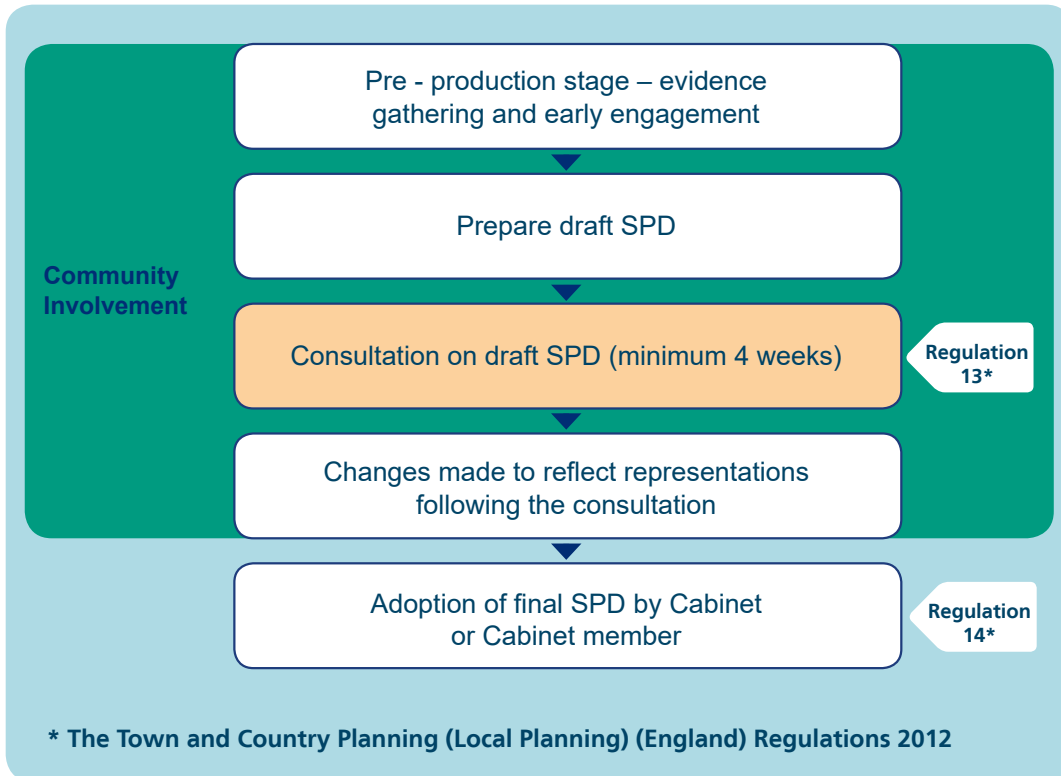 Pre - production stage – evidence
gathering and early engagement
Prepare draft SPD
Community
Involvement
Consultation on draft SPD (minimum 4 weeks)
Regulation
13*
Changes made to reflect representations
following the consultation
Adoption of final SPD by Cabinet
or Cabinet member
Regulation
14*
* The Town and Country Planning (Local Planning) (England) Regulations 2012